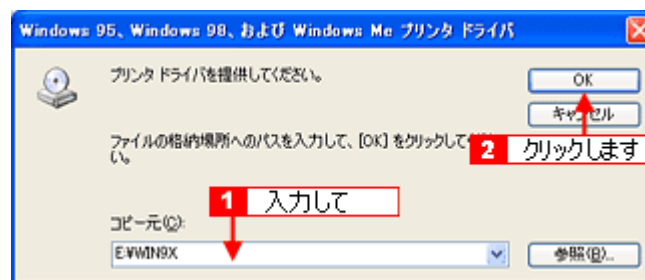 Windows 95、Windows 98、および Windows Me プリンタ ドライバ
プリンタ ドライバを提供してください。
OK
キャンセル
ファイルの格納場所へのパスを入力して、[OK] をクリックして
い。
2 クリックします
1 入力して
コピー元(C):
E:¥WIN9X
参照(B)...